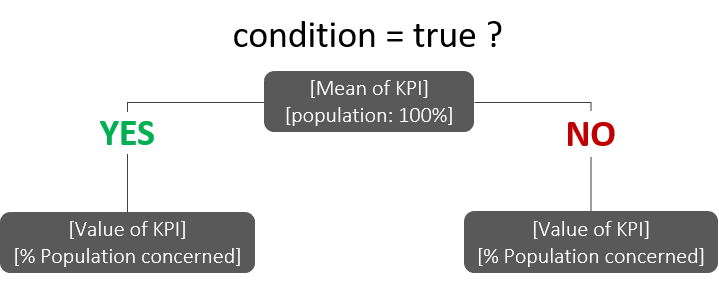 condition = true ?
[Mean of KPI]
[population: 100%]
YES
NO
[Value of KPI]
[% Population concerned]
[Value of KPI]
[% Population concerned]